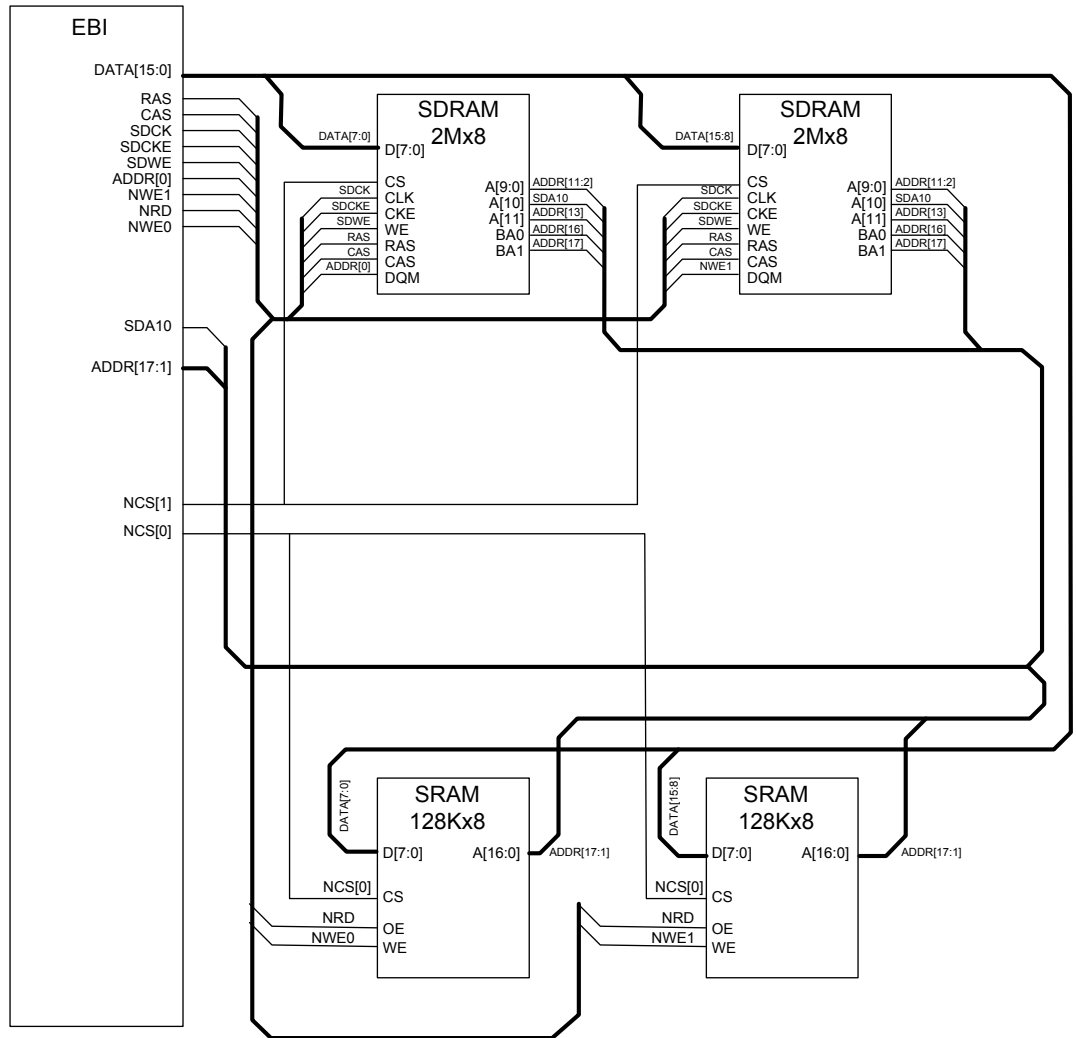 EBI
DATA[15:0]
RAS
CAS
SDCK
SDCKE
SDWE
ADDR[0]
NWE1
NRD
NWE0
SDA10
ADDR[17:1]
NCS[1]
NCS[0]
SDRAM
2Mx8
DATA[7:0]
D[7:0]
CS
SDCK
CLK
SDCKE
CKE
SDWE
WE
RAS
RAS
CAS
CAS
ADDR[0]
DQM
A[9:0]
ADDR[11:2]
A[10]
SDA10
A[11]
ADDR[13]
BA0
ADDR[16]
BA1
ADDR[17]
SDRAM
2Mx8
DATA[15:8]
D[7:0]
CS
SDCK
CLK
SDCKE
CKE
SDWE
WE
RAS
RAS
CAS
CAS
NWE1
DQM
A[9:0]
ADDR[11:2]
A[10]
SDA10
A[11]
ADDR[13]
BA0
ADDR[16]
BA1
ADDR[17]
SRAM
128Kx8
DATA[7:0]
D[7:0]
A[16:0]
ADDR[17:1]
NCS[0]
CS
NRD
OE
NWE0
WE
SRAM
128Kx8
DATA[15:8]
D[7:0]
A[16:0]
ADDR[17:1]
NCS[0]
CS
NRD
OE
NWE1
WE